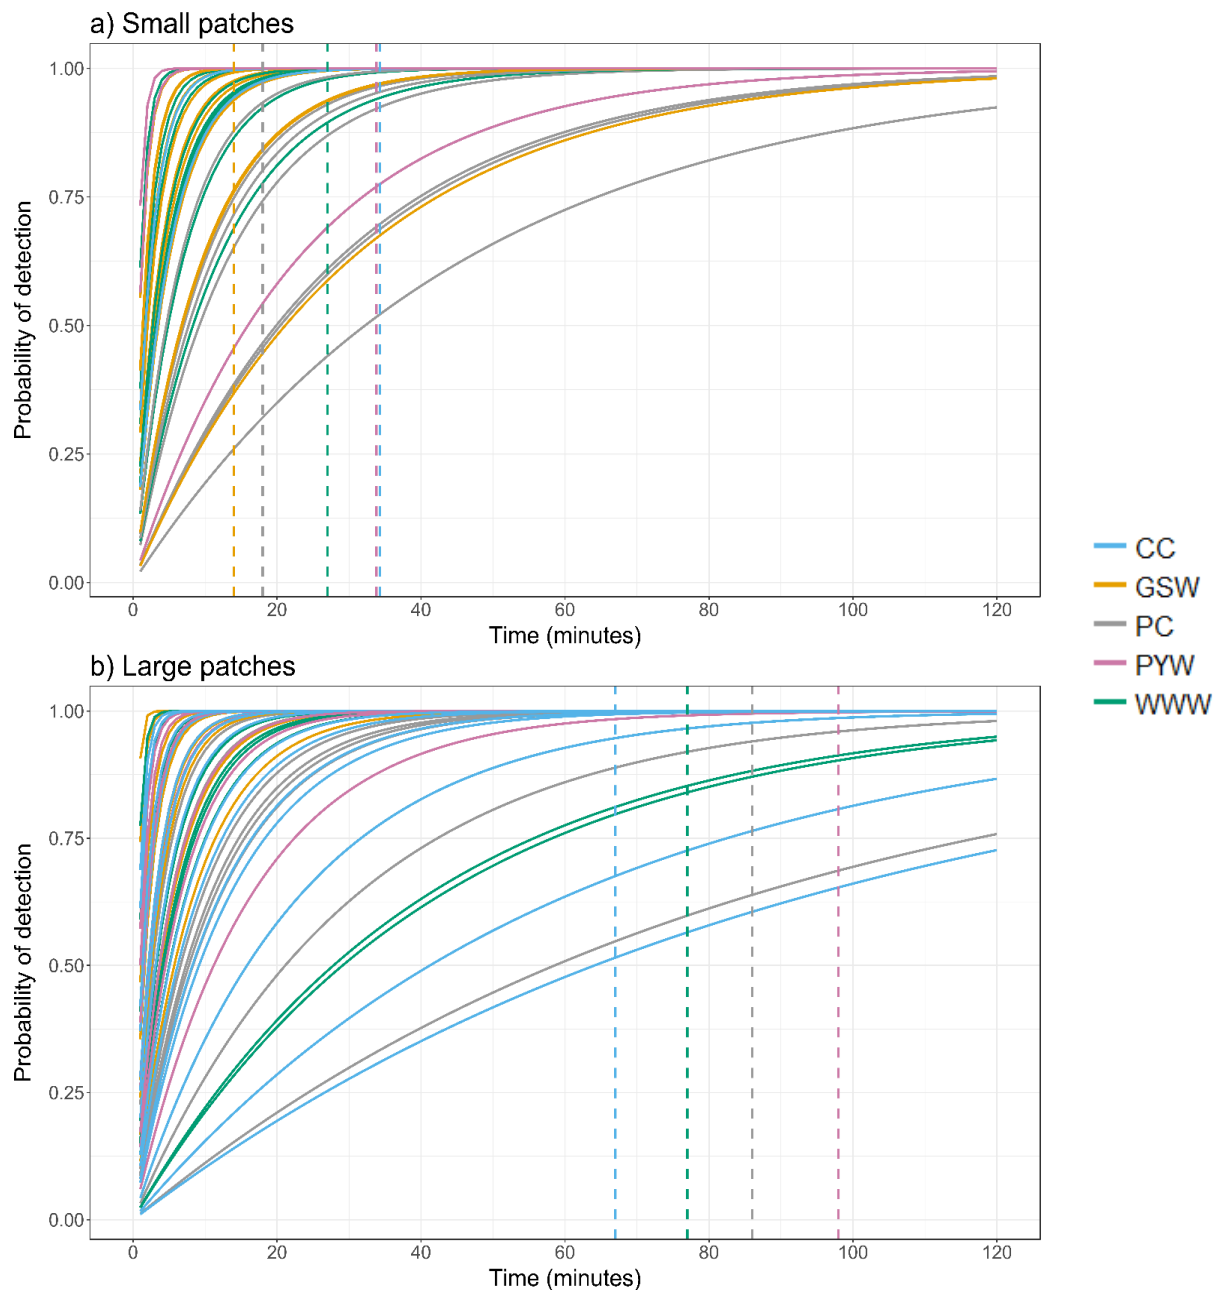 a) Small patches
1.00
0.75
0.50
0.25
0.00
Probability of detection
0 20 40 60 80 100 120
Time (minutes)
b) Large patches
1.00
0.75
0.50
0.25
0.00
Probability of detection
0 20 40 60 80 100 120
Time (minutes)
CC
GSW
PC
PYW
WWW